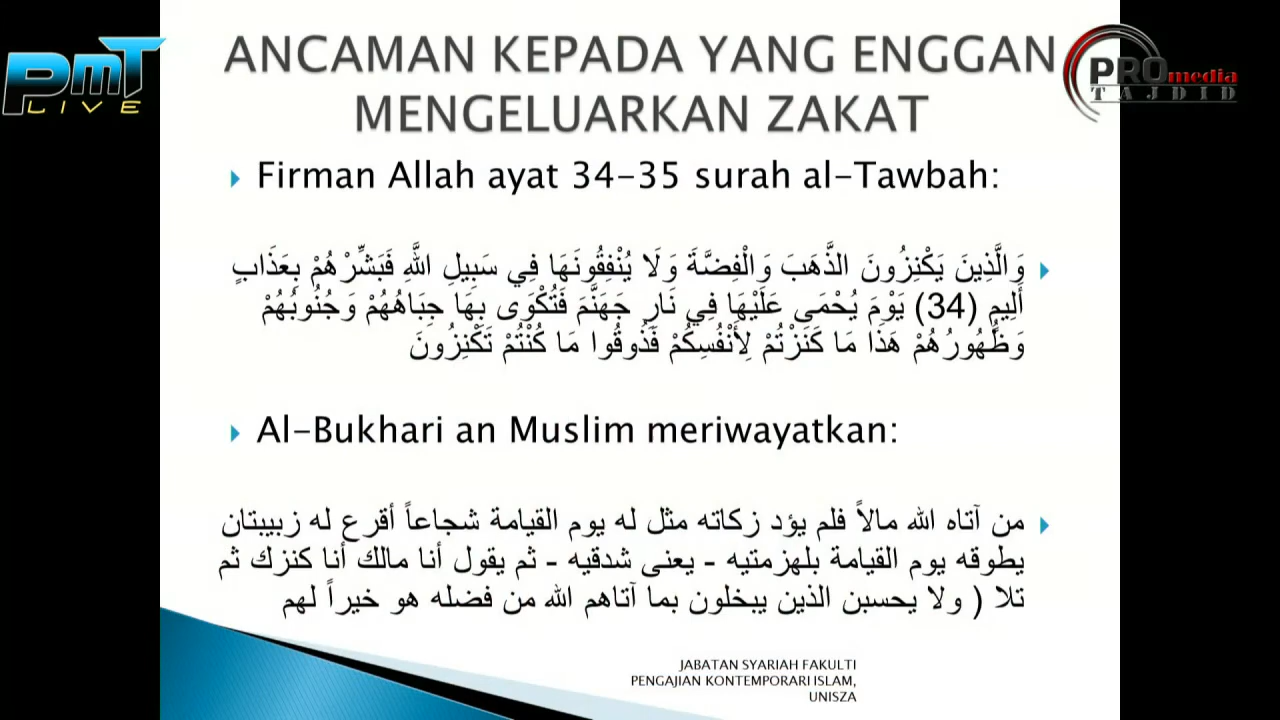 PMT
LIVE
PROmedia
TAJDID
ANCAMAN KEPADA YANG ENGGAN
MENGELUARKAN ZAKAT
Firman Allah ayat 34-35 surah al-Tawbah:
وَالَّذِينَ يَكْنِزُونَ الذَّهَبَ وَالْفِضَّةَ وَلَا يُنْفِقُونَهَا فِي سَبِيلِ اللَّهِ فَبَشِّرْهُمْ بِعَذَابٍ
أَلِيمٍ (34) يَوْمَ يُحْمَى عَلَيْهَا فِي نَارِ جَهَنَّمَ فَتُكْوَى بِهَا جِبَاهُهُمْ وَجُنُوبُهُمْ
وَظُهُورُهُمْ هَذَا مَا كَنَزْتُمْ لِأَنْفُسِكُمْ فَذُوقُوا مَا كُنْتُمْ تَكْنِزُونَ
Al-Bukhari an Muslim meriwayatkan:
من آتاه الله مالاً فلم يؤد زكاته مثل له يوم القيامة شجاعاً أقرع له زبيبتان
يطوقه يوم القيامة بلهزمتيه - يعنى شدقيه - ثم يقول أنا مالك أنا كنزك ثم
تلا ( ولا يحسبن الذين يبخلون بما آتاهم الله من فضله هو خيراً لهم
JABATAN SYARIAH FAKULTI
PENGAJIAN KONTEMPORARI ISLAM,
UNISZA